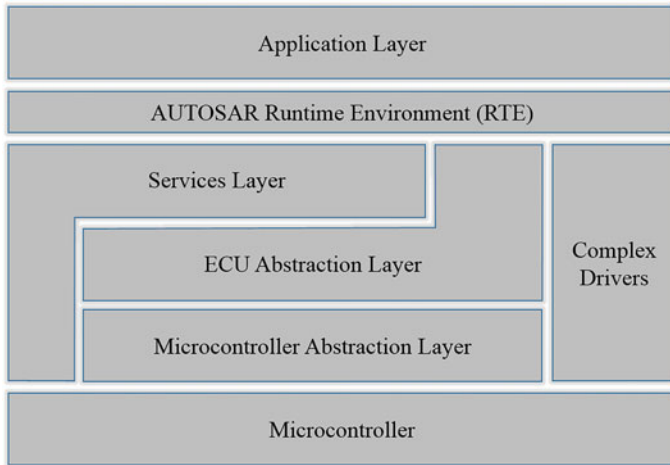 Application Layer
AUTOSAR Runtime Environment (RTE)
Services Layer
ECU Abstraction Layer
Complex
Drivers
Microcontroller Abstraction Layer
Microcontroller